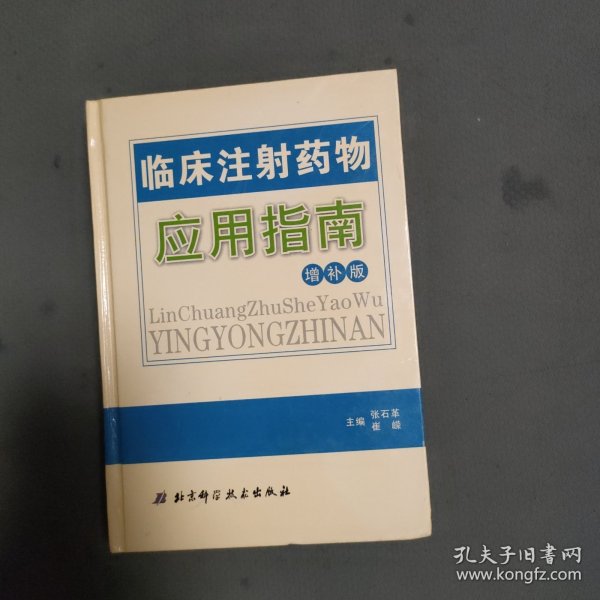 临床注射药物
应用指南
增补版
LinChuangZhuSheYaoWu
YINGYONGZHINAN
主编 张石革
崔嵘
北京科学技术出版社
孔夫子旧书网
www.kongfz.com